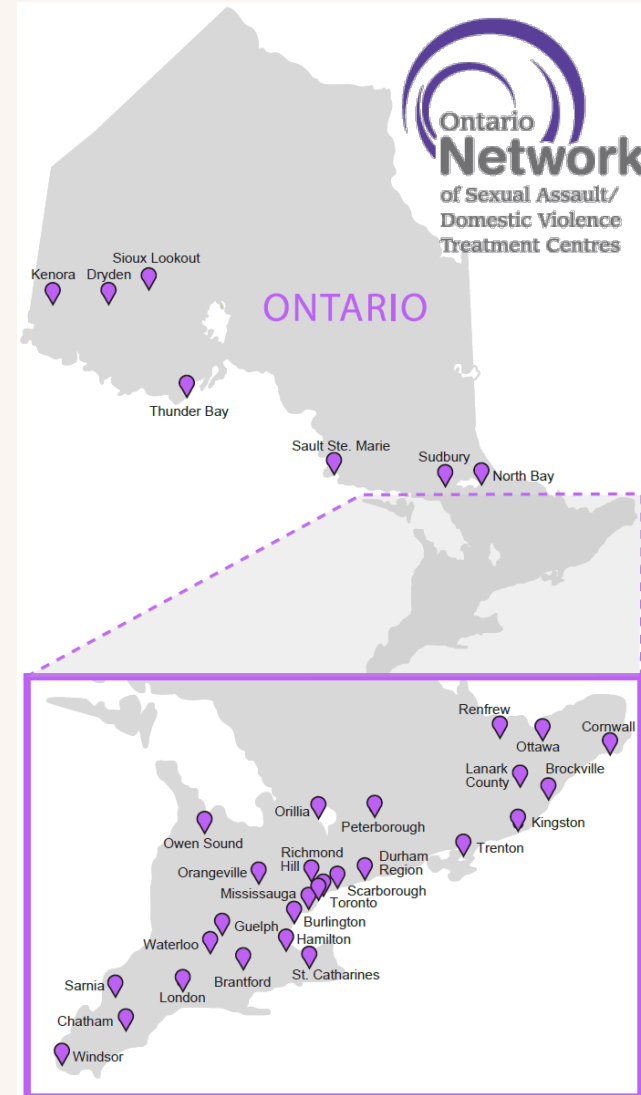 Ontario
Network
of Sexual Assault/
Domestic Violence
Treatment Centres
Sioux Lookout
Kenora
Dryden
ONTARIO
Thunder Bay
Sault Ste. Marie
Sudbury
North Bay
Renfrew
Cornwall
Ottawa
Lanark
County
Brockville
Orillia
Peterborough
Kingston
Owen Sound
Trenton
Richmond
Hill
Durham
Region
Orangeville
Scarborough
Mississauga
Toronto
Burlington
Guelph
Hamilton
Waterloo
St. Catharines
Brantford
Sarnia
London
Chatham
Windsor